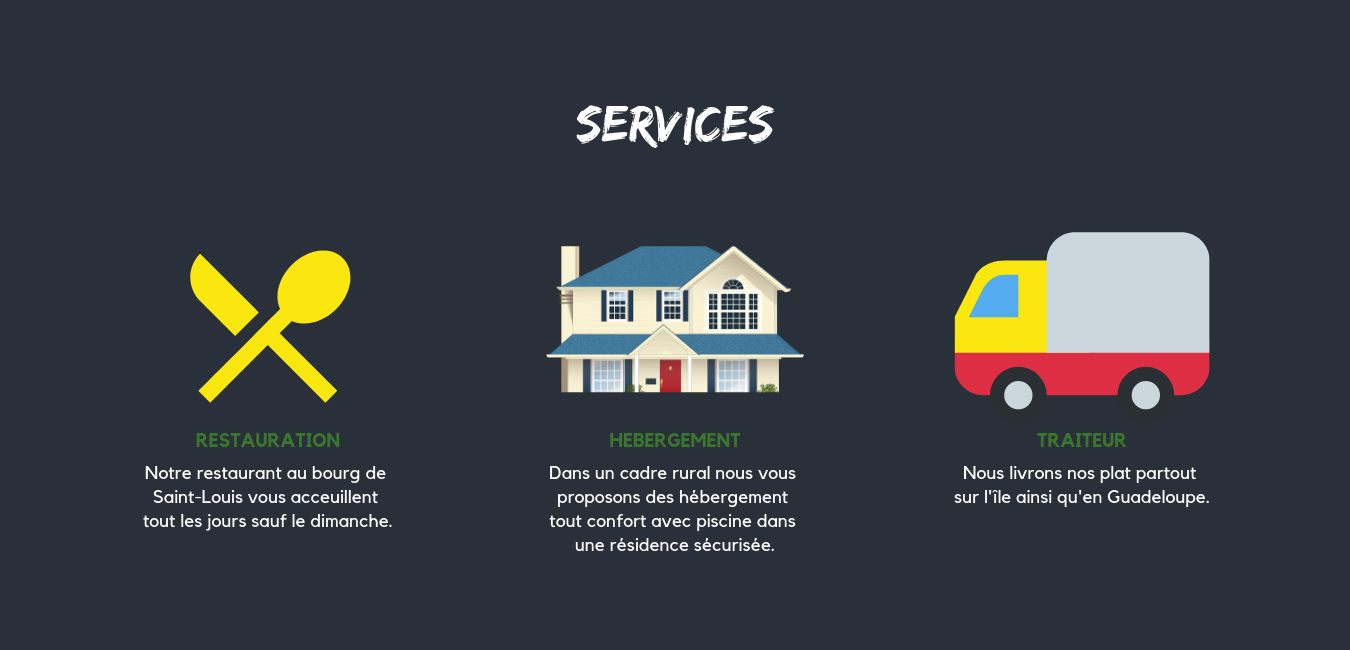 SERVICES
RESTAURATION
Notre restaurant au bourg de
Saint-Louis vous acceuillent
tout les jours sauf le dimanche.
HEBERGEMENT
Dans un cadre rural nous vous
proposons des hébergement
tout confort avec piscine dans
une résidence sécurisée.
TRAITEUR
Nous livrons nos plat partout
sur l'île ainsi qu'en Guadeloupe.